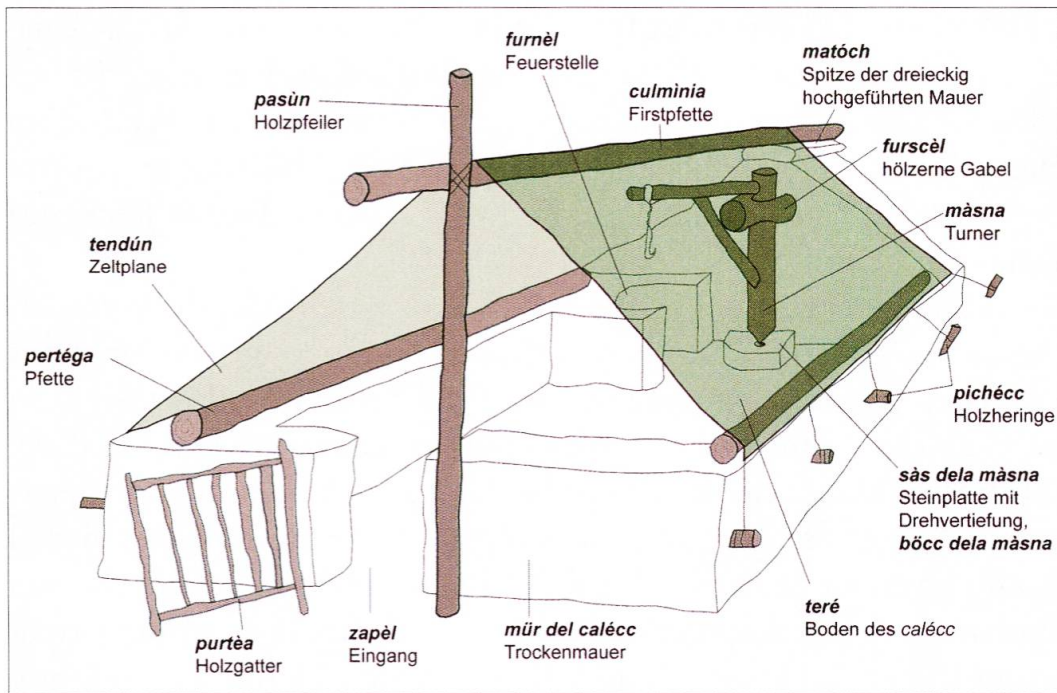 furnèl
Feuerstelle
matóch
Spitze der dreieckig
hochgeführten Mauer
pasùn
Holzpfeiler
culmìnia
Firstpfette
furscèl
hölzerne Gabel
màsna
Turner
tendún
Zeltplane
pertéga
Pfette
pichécc
Holzheringe
sàs dela màsna
Steinplatte mit
Drehvertiefung,
böcc dela màsna
teré
Boden des calécc
purtèa
Holzgatter
zapèl
Eingang
mür del calécc
Trockenmauer